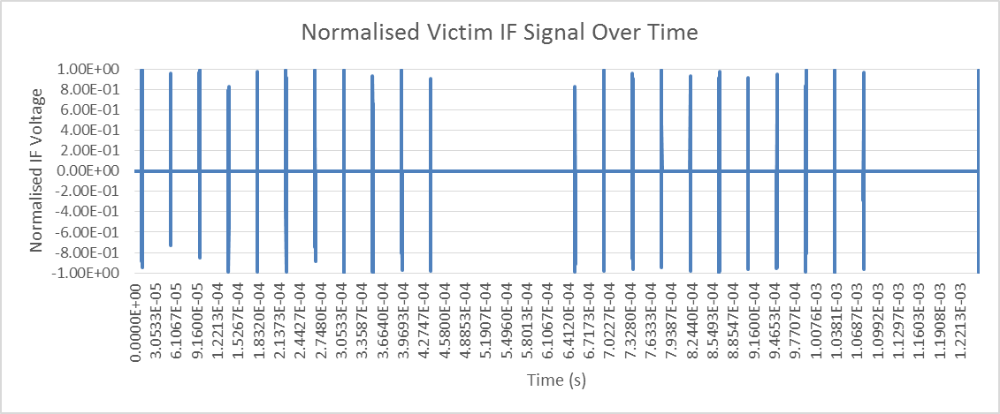 Normalised Victim IF Signal Over Time
Normalised IF Voltage
1.00E+00
8.00E-01
6.00E-01
4.00E-01
2.00E-01
0.00E+00
-2.00E-01
-4.00E-01
-6.00E-01
-8.00E-01
-1.00E+00
0.0000E+00
3.0533E-05
6.1067E-05
9.1600E-05
1.2213E-04
1.5267E-04
1.8320E-04
2.1373E-04
2.4427E-04
2.7480E-04
3.0533E-04
3.3587E-04
3.6640E-04
3.9693E-04
4.2747E-04
4.5800E-04
4.8853E-04
5.1907E-04
5.4960E-04
5.8013E-04
6.1067E-04
6.4120E-04
6.7173E-04
7.0227E-04
7.3280E-04
7.6333E-04
7.9387E-04
8.2440E-04
8.5493E-04
8.8547E-04
9.1600E-04
9.4653E-04
9.7707E-04
1.0076E-03
1.0381E-03
1.0687E-03
1.0992E-03
1.1297E-03
1.1603E-03
1.1908E-03
1.2213E-03
Time (s)